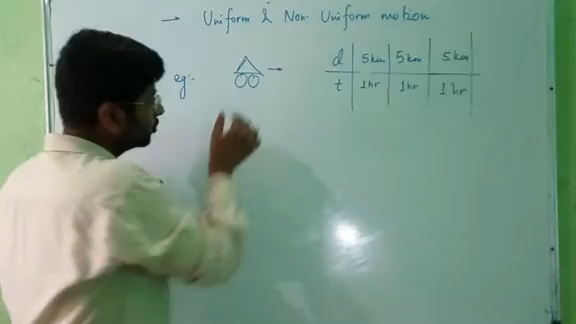 → Uniform & Non-Uniform motion
eg:- →
d 5km 5km 5km
t 1hr 1hr 1hr